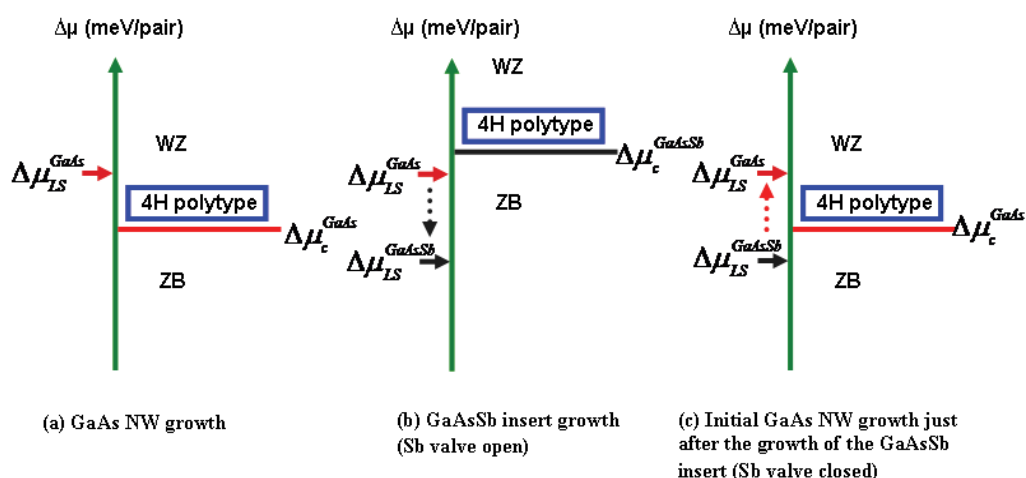 Δμ (meV/pair)
WZ
Δμ_LS^GaAs
4H polytype
Δμ_c^GaAs
ZB
(a) GaAs NW growth
Δμ (meV/pair)
WZ
4H polytype
Δμ_c^GaAsSb
Δμ_LS^GaAs
ZB
Δμ_LS^GaAsSb
(b) GaAsSb insert growth
(Sb valve open)
Δμ (meV/pair)
WZ
Δμ_LS^GaAs
4H polytype
Δμ_c^GaAs
Δμ_LS^GaAsSb
ZB
(c) Initial GaAs NW growth just
after the growth of the GaAsSb
insert (Sb valve closed)